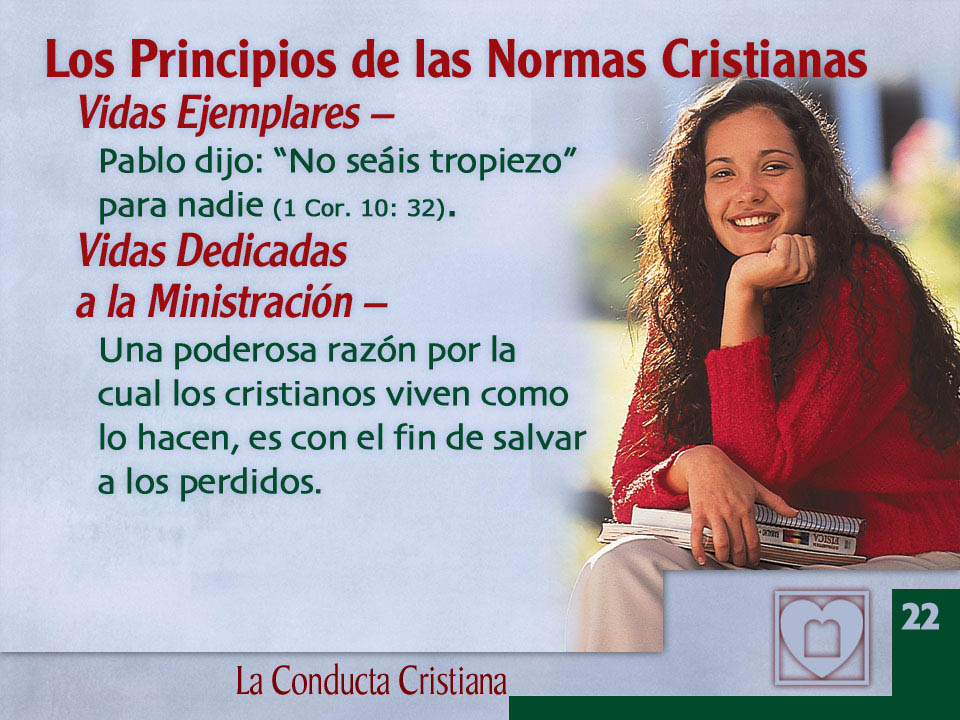 Los Principios de las Normas Cristianas
Vidas Ejemplares –
Pablo dijo: “No seáis tropiezo”
para nadie (1 Cor. 10: 32).
Vidas Dedicadas
a la Ministración –
Una poderosa razón por la
cual los cristianos viven como
lo hacen, es con el fin de salvar
a los perdidos.
FISICA
22
La Conducta Cristiana